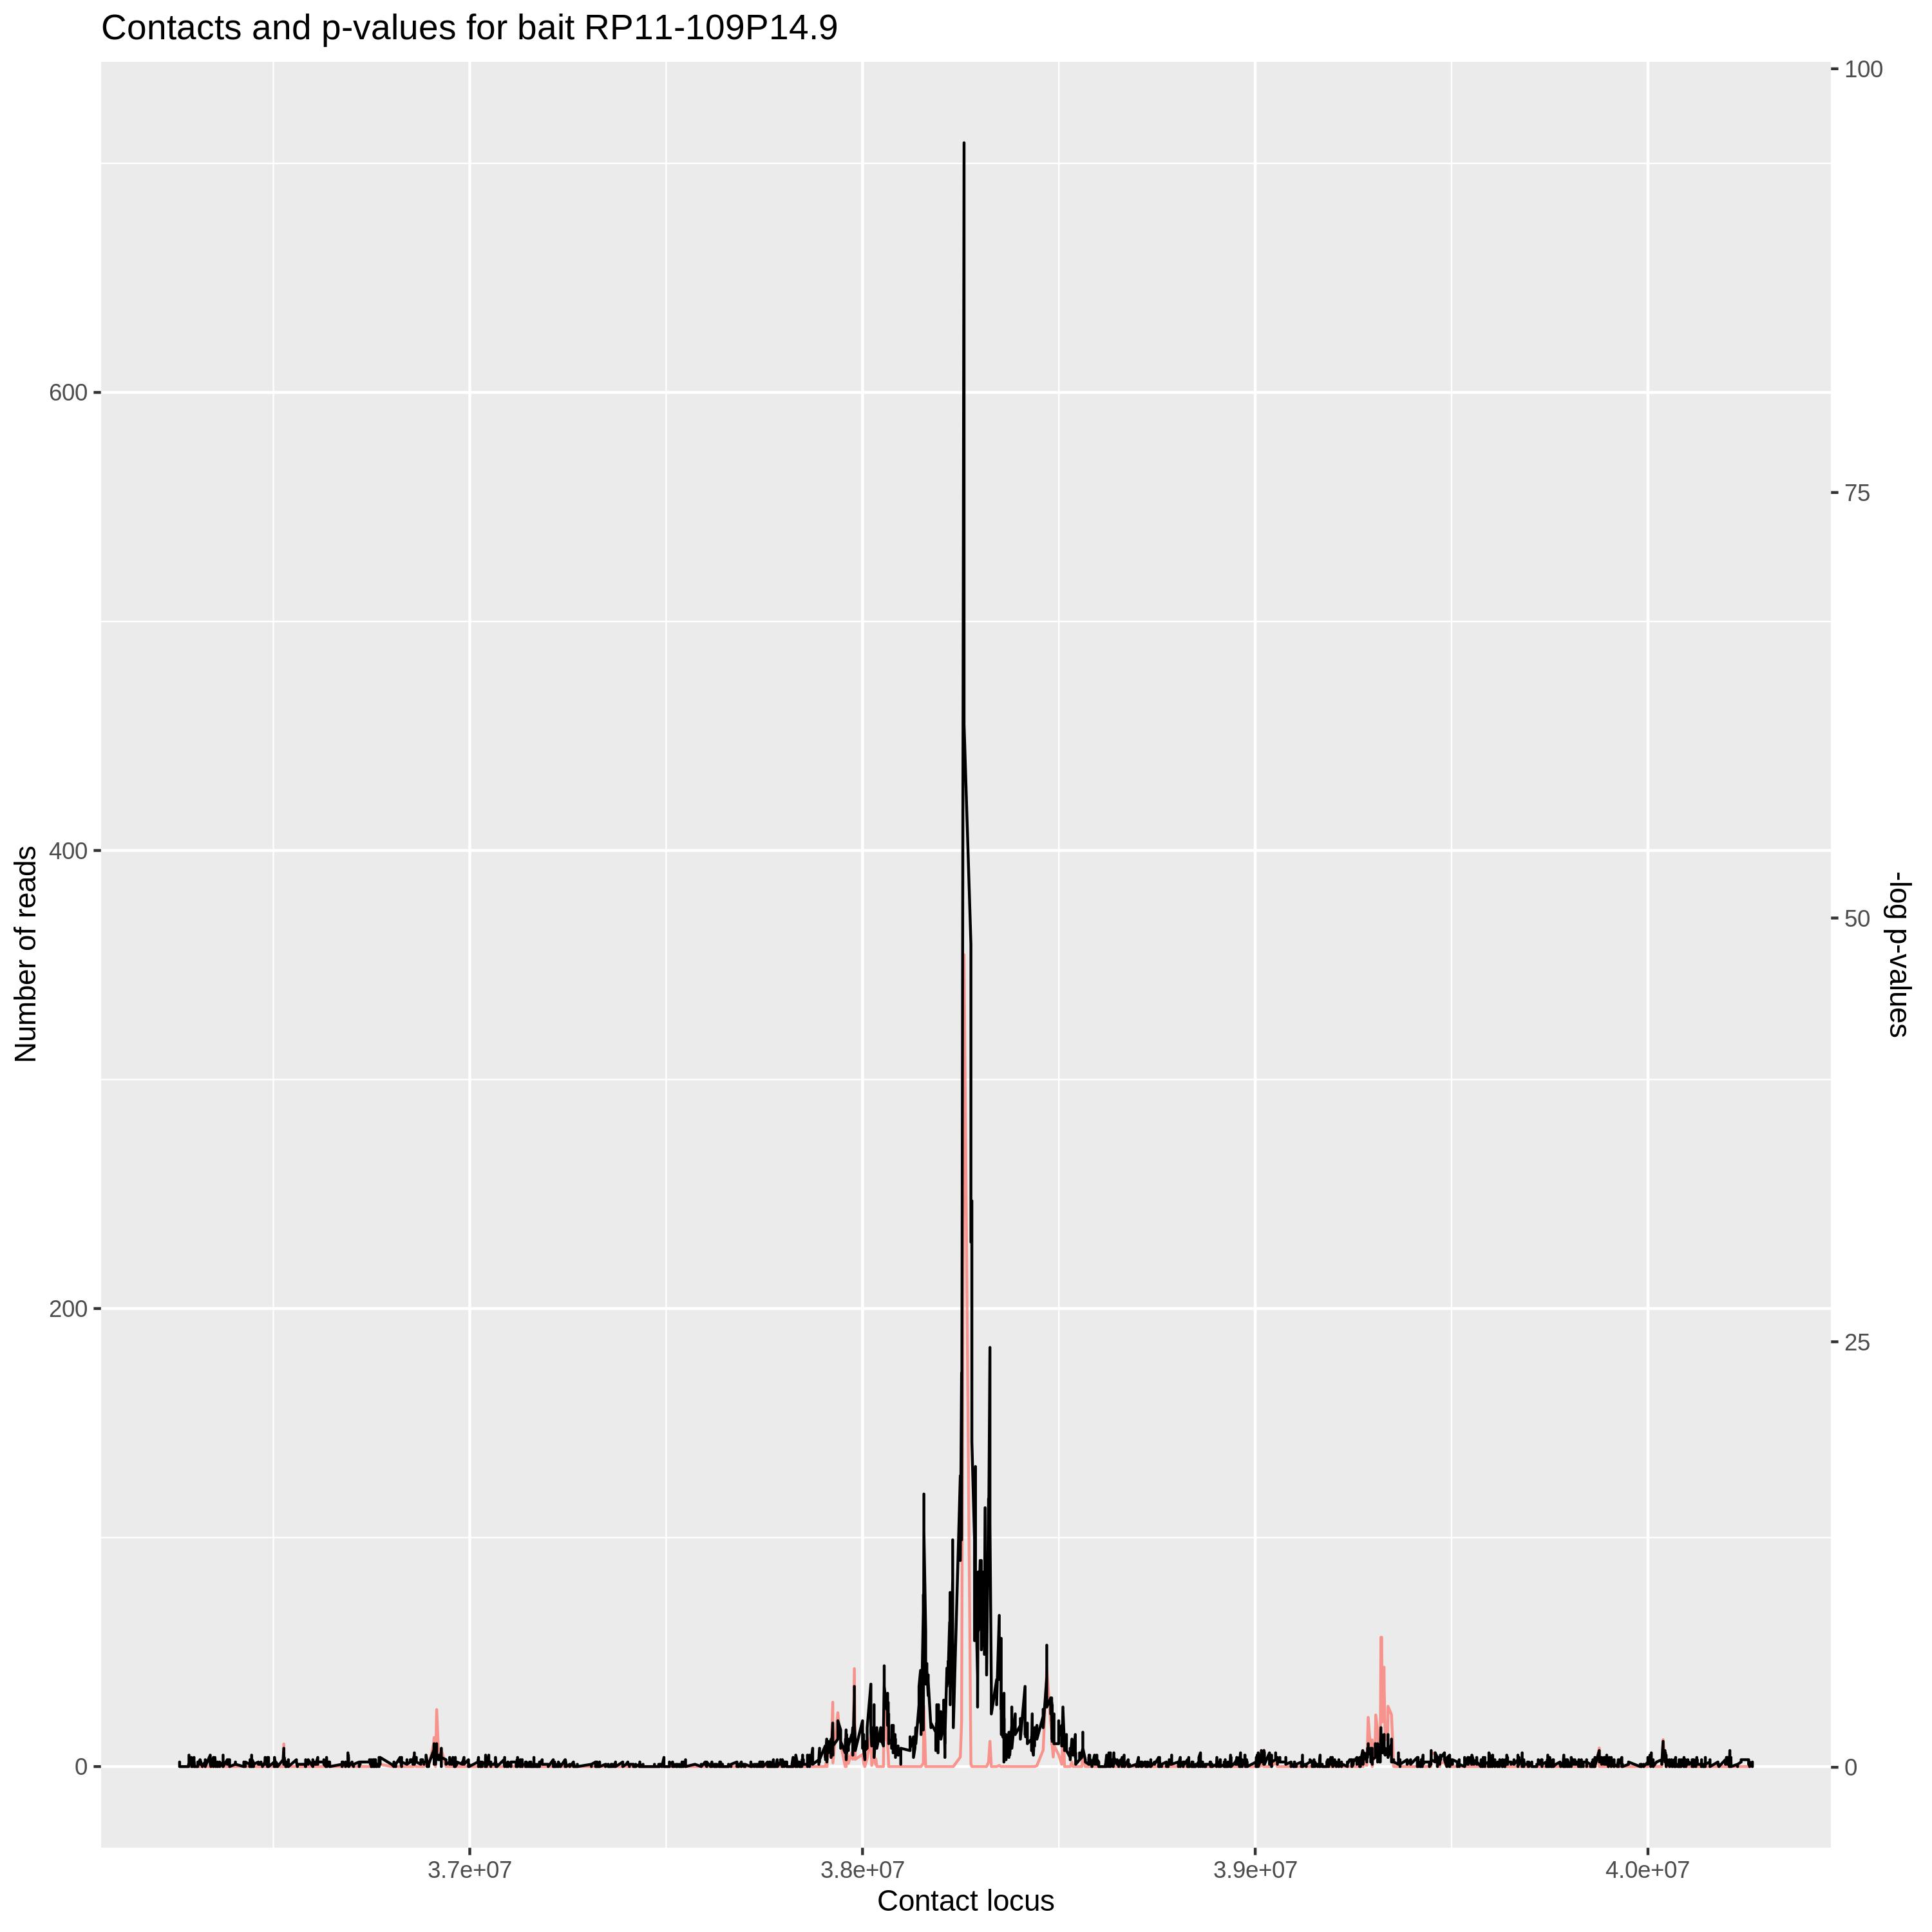 Contacts and p-values for bait RP11-109P14.9
100
75
50
25
0
600
400
200
0
Number of reads
-log p-values
3.7e+07
3.8e+07
3.9e+07
4.0e+07
Contact locus